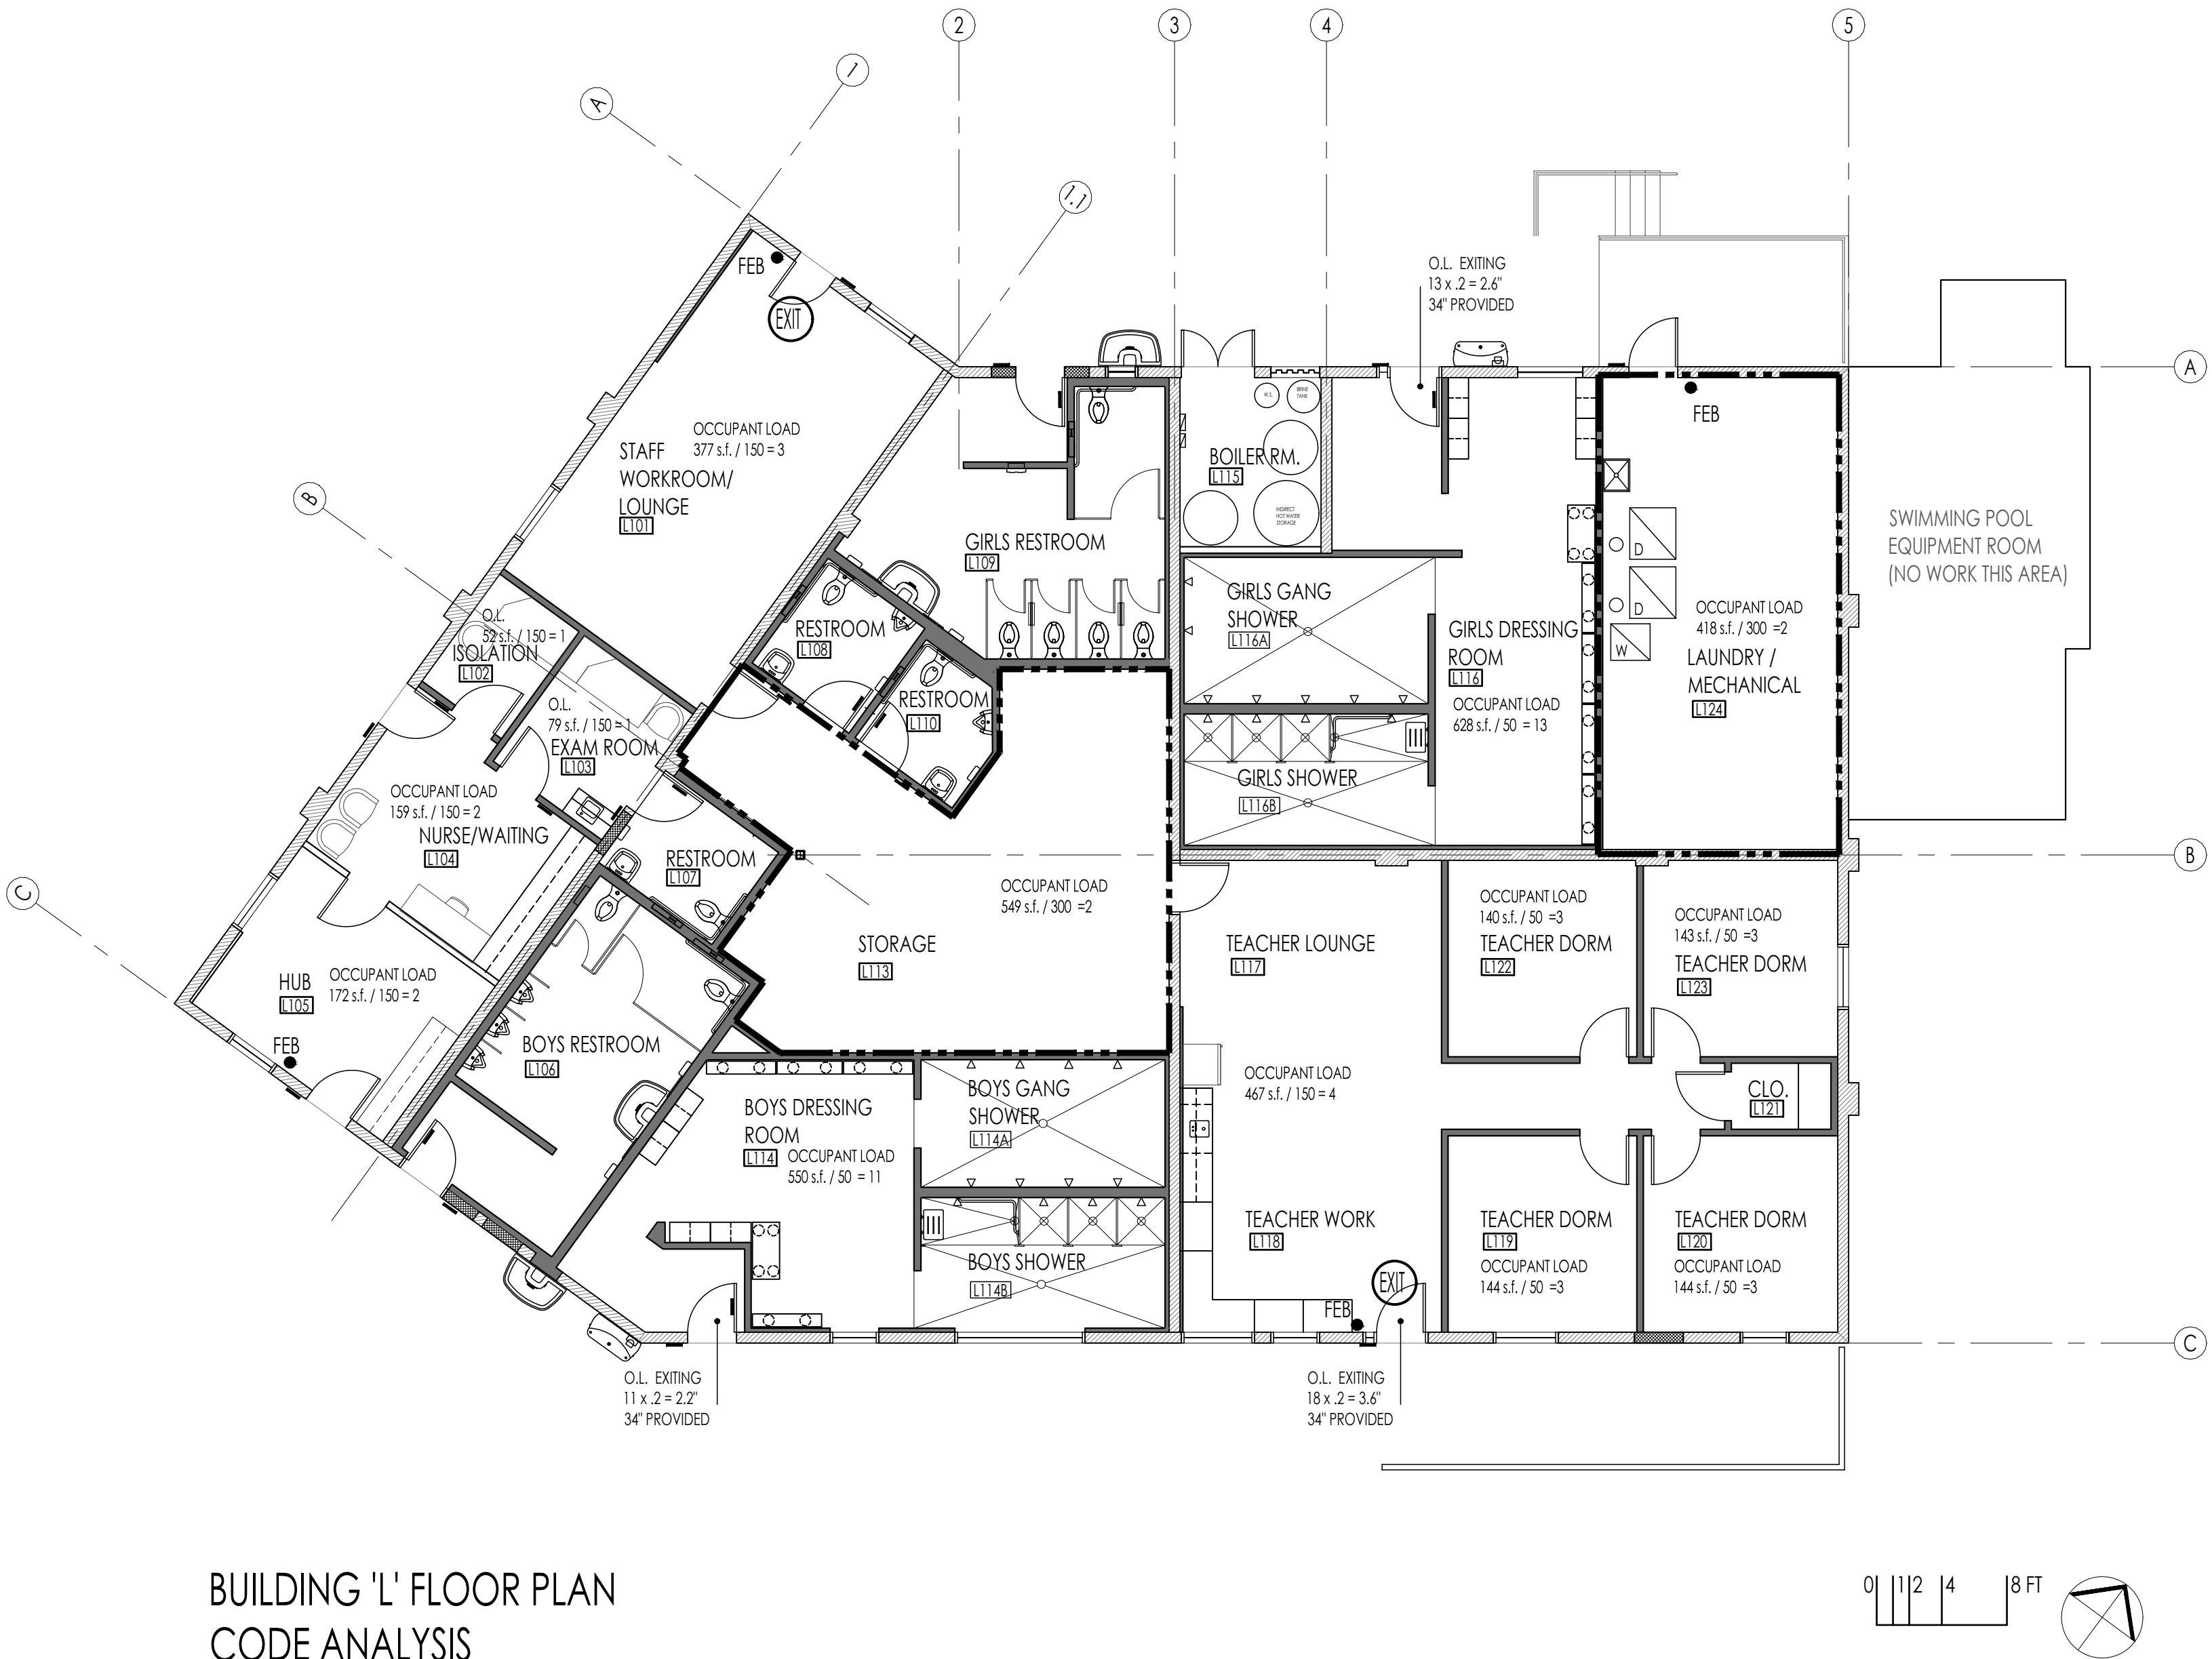 2
3
4
5
1
A
1.1
O.L. EXITING
13 x .2 = 2.6"
34" PROVIDED
FEB
EXIT
A
W.S.
BRINE
TANK
FEB
OCCUPANT LOAD
377 s.f. / 150 = 3
STAFF
WORKROOM/
LOUNGE
L101
BOILER RM.
L115
INDIRECT
HOT WATER
STORAGE
B
GIRLS RESTROOM
L109
SWIMMING POOL
EQUIPMENT ROOM
(NO WORK THIS AREA)
D
D
W
GIRLS GANG
SHOWER
L116A
OCCUPANT LOAD
418 s.f. / 300 =2
LAUNDRY /
MECHANICAL
L124
O.L.
52 s.f. / 150 = 1
ISOLATION
L102
RESTROOM
L108
GIRLS DRESSING
ROOM
L116
OCCUPANT LOAD
628 s.f. / 50 = 13
RESTROOM
L110
O.L.
79 s.f. / 150 = 1
EXAM ROOM
L103
GIRLS SHOWER
L116B
OCCUPANT LOAD
159 s.f. / 150 = 2
NURSE/WAITING
L104
RESTROOM
L107
B
C
OCCUPANT LOAD
549 s.f. / 300 =2
STORAGE
L113
TEACHER LOUNGE
L117
OCCUPANT LOAD
140 s.f. / 50 =3
TEACHER DORM
L122
OCCUPANT LOAD
143 s.f. / 50 =3
TEACHER DORM
L123
HUB
L105
OCCUPANT LOAD
172 s.f. / 150 = 2
FEB
BOYS RESTROOM
L106
OCCUPANT LOAD
467 s.f. / 150 = 4
CLO.
L121
BOYS DRESSING
ROOM
L114
OCCUPANT LOAD
550 s.f. / 50 = 11
BOYS GANG
SHOWER
L114A
TEACHER WORK
L118
TEACHER DORM
L119
OCCUPANT LOAD
144 s.f. / 50 =3
TEACHER DORM
L120
OCCUPANT LOAD
144 s.f. / 50 =3
BOYS SHOWER
L114B
EXIT
FEB
C
O.L. EXITING
11 x .2 = 2.2"
34" PROVIDED
O.L. EXITING
18 x .2 = 3.6"
34" PROVIDED
BUILDING 'L' FLOOR PLAN
CODE ANALYSIS
0 1 2 4 8 FT